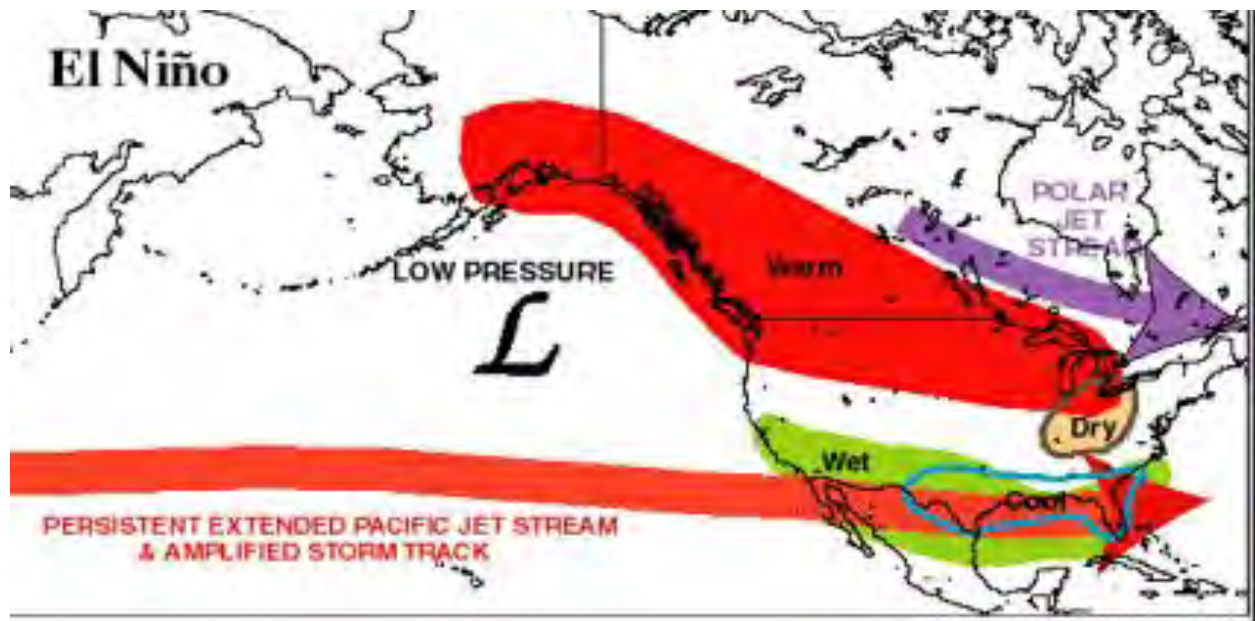 El Niño
POLAR
JET
STREAM
Warm
LOW PRESSURE
L
Dry
Wet
Cool
PERSISTENT EXTENDED PACIFIC JET STREAM
& AMPLIFIED STORM TRACK